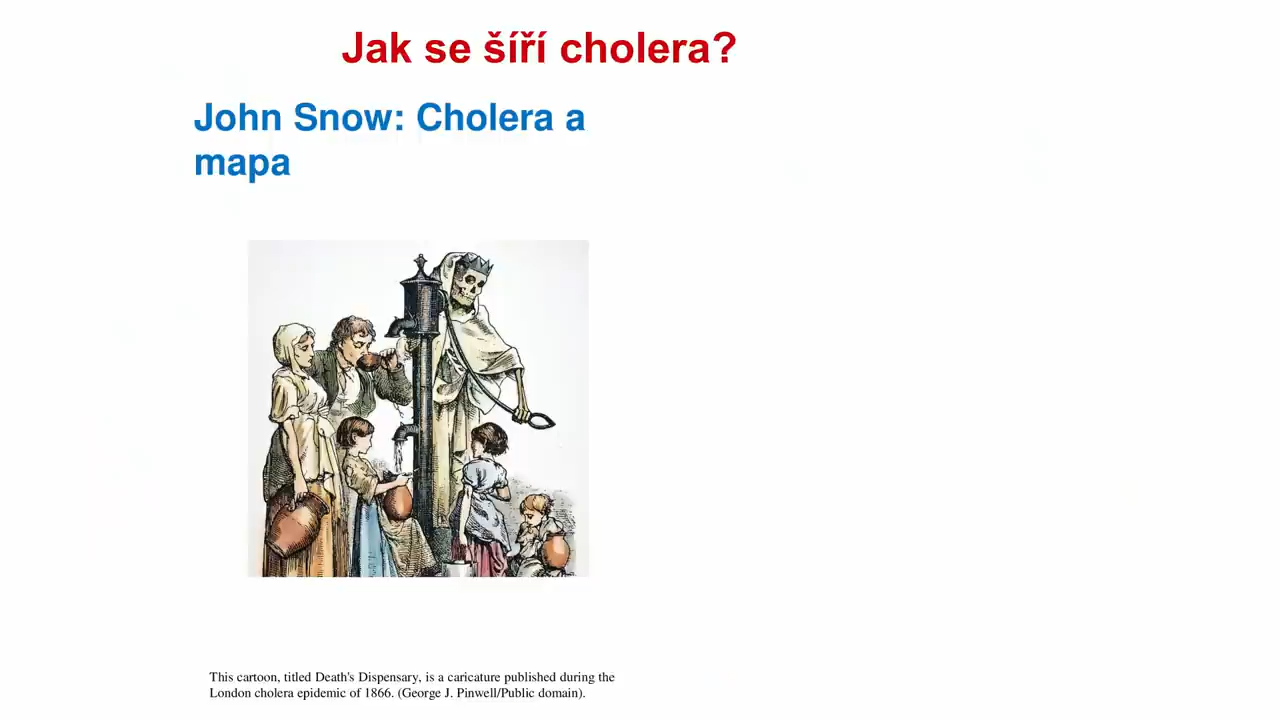 Jak se šíří cholera?
John Snow: Cholera a
mapa
This cartoon, titled Death's Dispensary, is a caricature published during the
London cholera epidemic of 1866. (George J. Pinwell/Public domain).